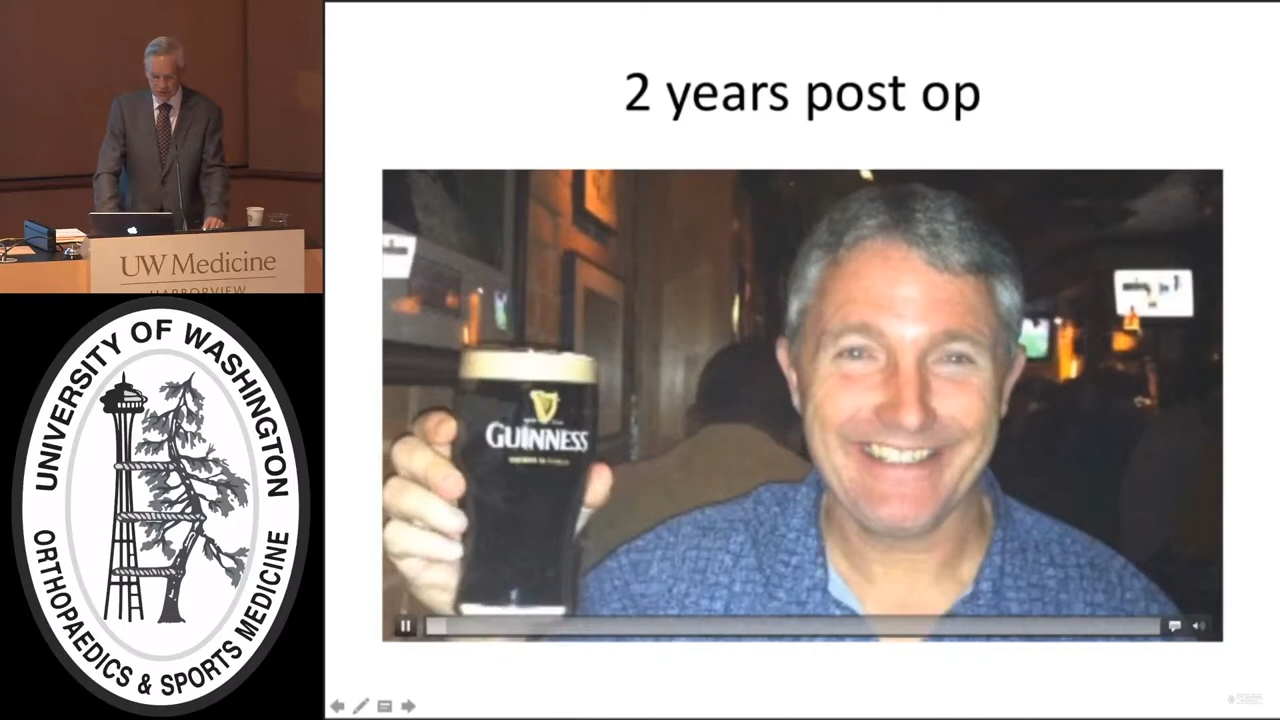 2 years post op
GUINNESS
UW Medicine
HARBORVIEW
UNIVERSITY OF WASHINGTON
ORTHOPAEDICS & SPORTS MEDICINE